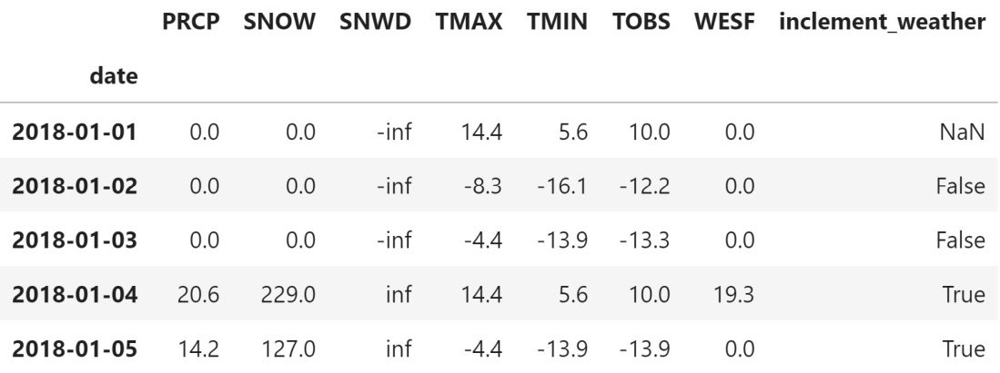 PRCP SNOW SNWD TMAX TMIN TOBS WESF inclement_weather
date
2018-01-01 0.0 0.0 -inf 14.4 5.6 10.0 0.0 NaN
2018-01-02 0.0 0.0 -inf -8.3 -16.1 -12.2 0.0 False
2018-01-03 0.0 0.0 -inf -4.4 -13.9 -13.3 0.0 False
2018-01-04 20.6 229.0 inf 14.4 5.6 10.0 19.3 True
2018-01-05 14.2 127.0 inf -4.4 -13.9 -13.9 0.0 True